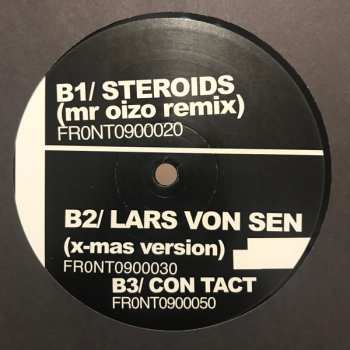 B1/ STEROIDS
(mr oizo remix)
FR0NT0900020
B2/ LARS VON SEN
(x-mas version)
FR0NT0900030
B3/ CON TACT
FR0NT0900050